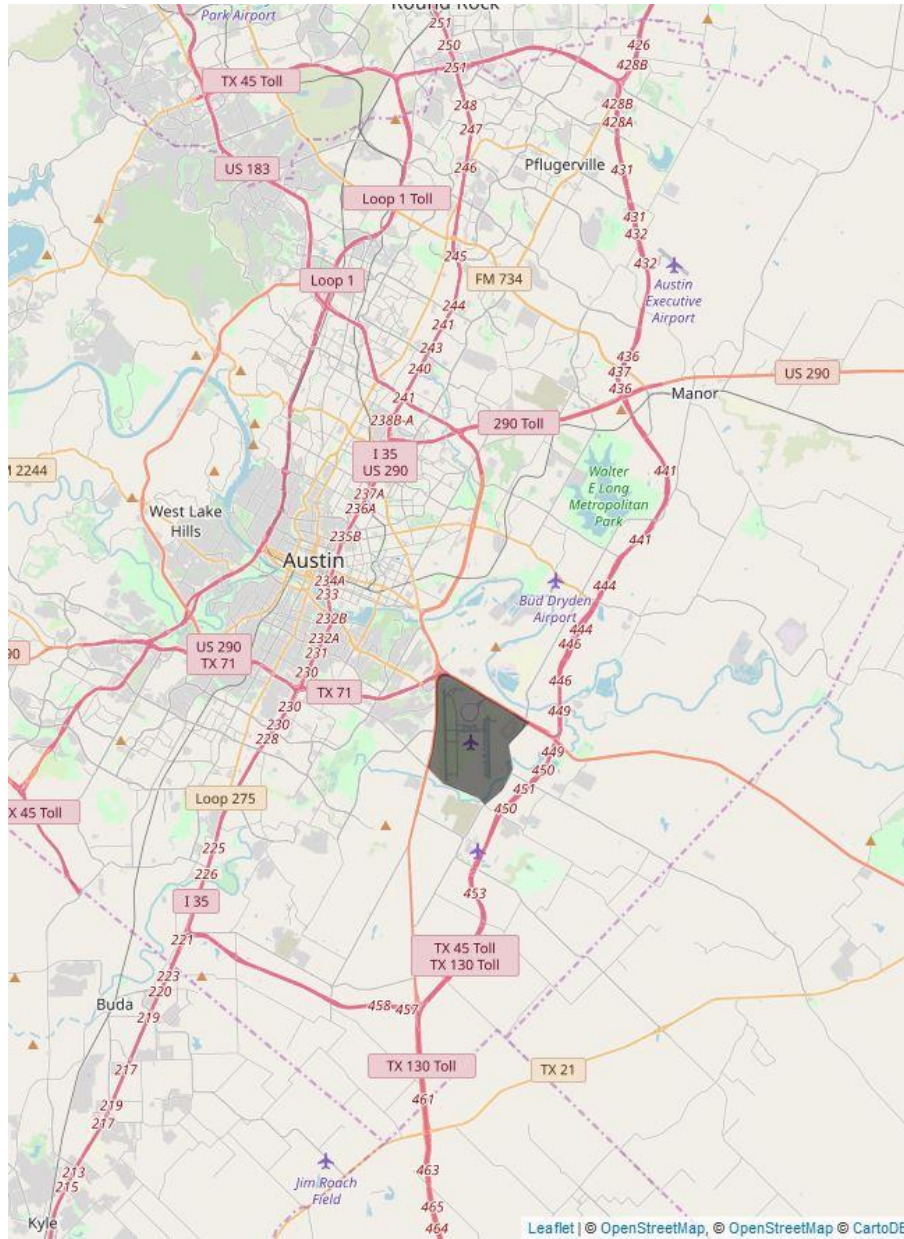 Round Rock
Park Airport
251
250
426
251
428B
TX 45 Toll
248
428B
428A
247
246
Pflugerville
431
US 183
Loop 1 Toll
431
432
245
432
Loop 1
FM 734
Austin
Executive
Airport
244
241
243
436
240
437
US 290
436
Manor
241
238B-A
290 Toll
I 35
US 290
M 2244
441
Walter
E Long
Metropolitan
Park
237A
236A
West Lake
Hills
235B
441
Austin
234A
444
233
Bud Dryden
Airport
232B
444
232A
446
US 290
TX 71
90
231
230
446
TX 71
230
449
230
228
449
450
451
Loop 275
450
X 45 Toll
225
226
453
I 35
221
TX 45 Toll
TX 130 Toll
223
220
Buda
458
457
219
217
TX 130 Toll
TX 21
219
461
217
213
463
215
Jim Roach
Field
465
Kyle
464
Leaflet | © OpenStreetMap, © OpenStreetMap © CartoDB